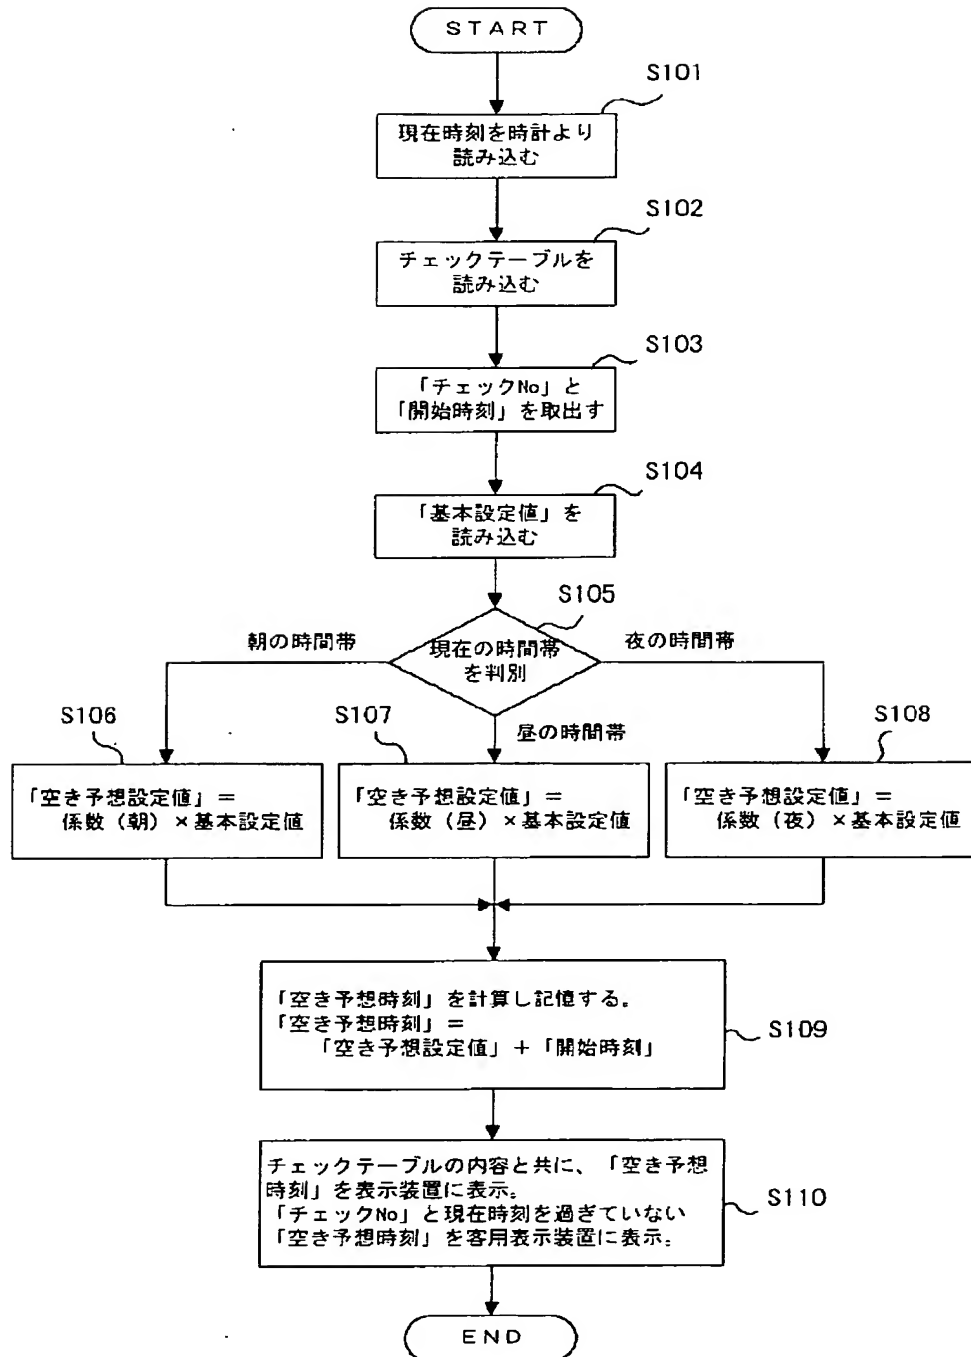 START
S101
現在時刻を時計より
読み込む
S102
チェックテーブルを
読み込む
S103
「チェックNo」と
「開始時刻」を取出す
S104
「基本設定値」を
読み込む
S105
朝の時間帯
現在の時間帯
を判別
夜の時間帯
昼の時間帯
S106
「空き予想設定値」＝
係数（朝）×基本設定値
S107
「空き予想設定値」＝
係数（昼）×基本設定値
S108
「空き予想設定値」＝
係数（夜）×基本設定値
「空き予想時刻」を計算し記憶する。
「空き予想時刻」＝
「空き予想設定値」＋「開始時刻」
S109
チェックテーブルの内容と共に、「空き予想
時刻」を表示装置に表示。
「チェックNo」と現在時刻を過ぎていない
「空き予想時刻」を客用表示装置に表示。
S110
END